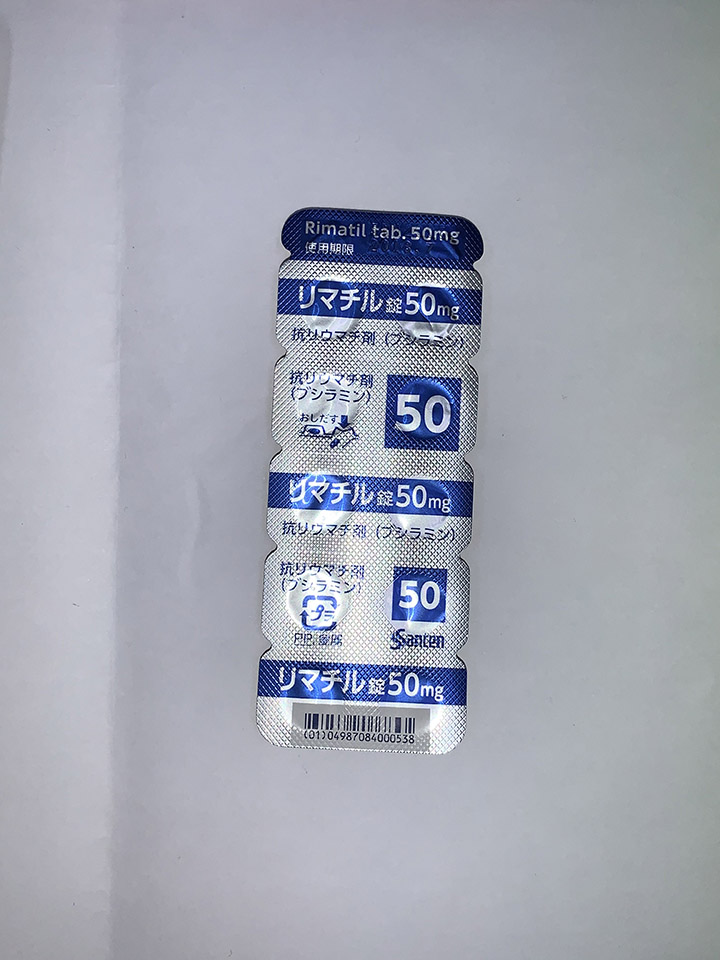 Rimatil tab. 50mg
使用期限
リマチル錠50mg
抗リウマチ剤 (ブシラミン)
抗リウマチ剤
(ブシラミン)
おしだす
50
リマチル錠50mg
抗リウマチ剤 (ブシラミン)
抗リウマチ剤
(ブシラミン)
プラ
50
Santen
リマチル錠50mg
(01)04987084000538